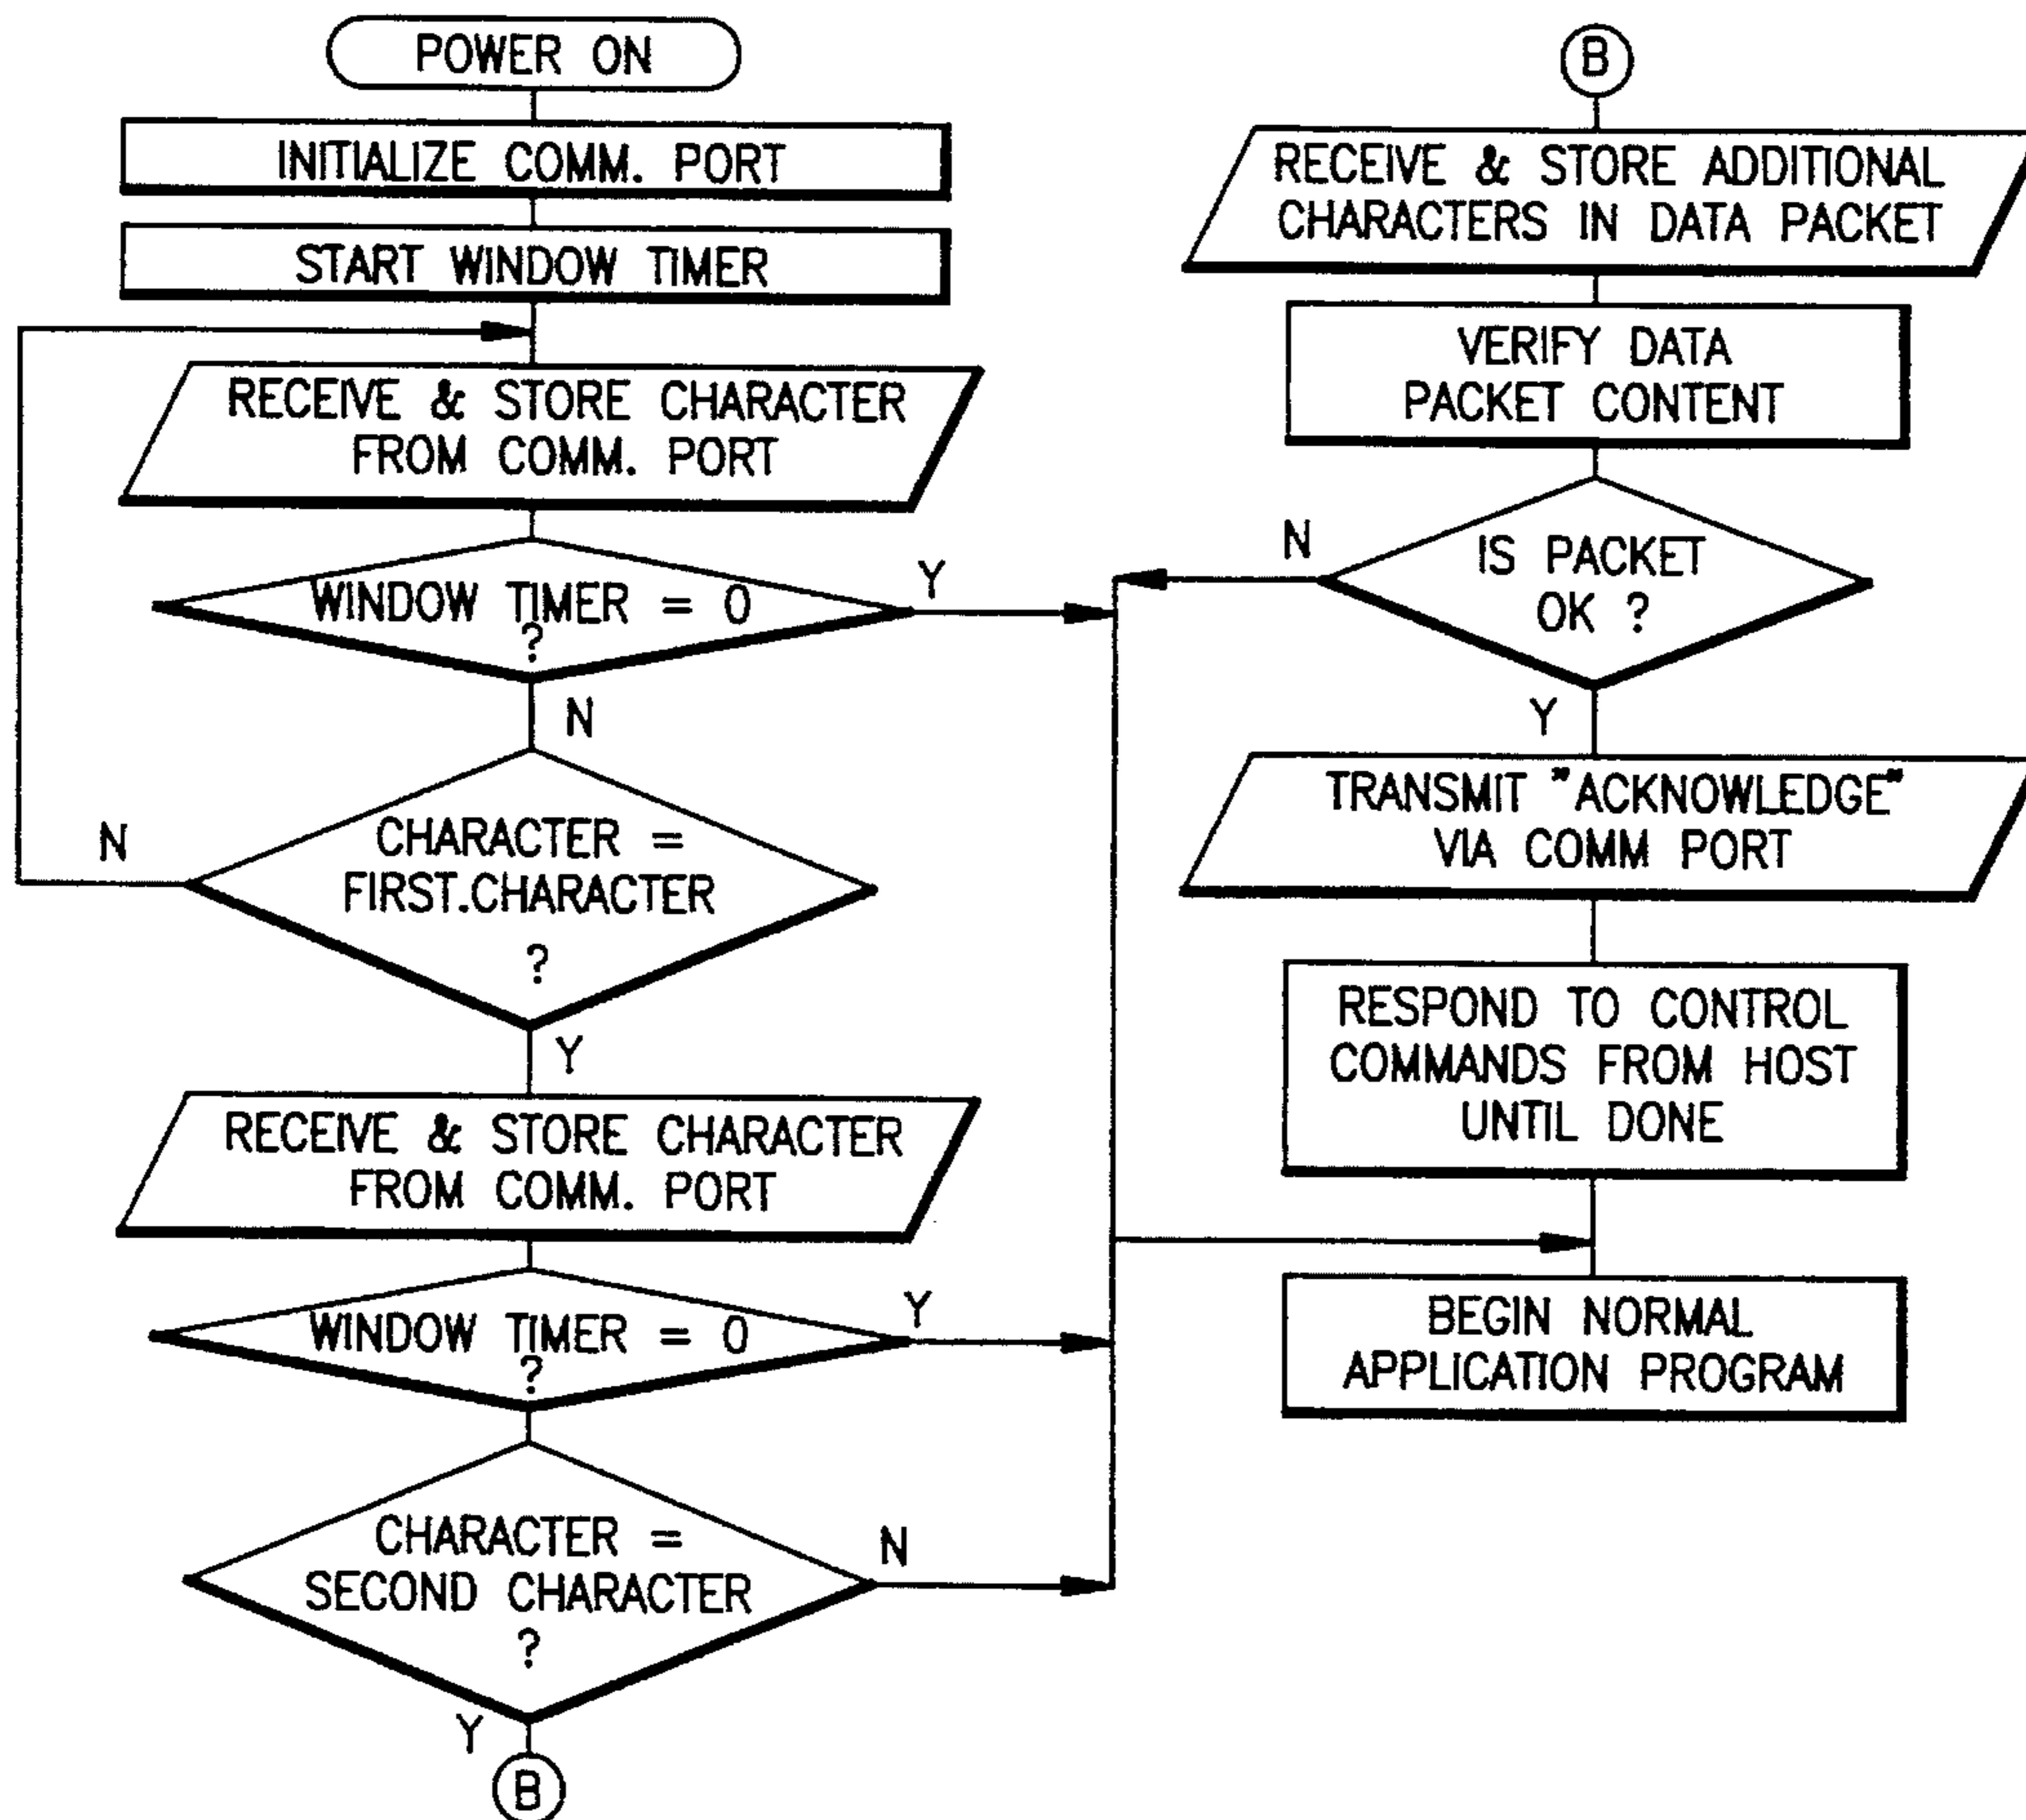 POWER ON
INITIALIZE COMM. PORT
START WINDOW TIMER
RECEIVE & STORE CHARACTER
FROM COMM. PORT
WINDOW TIMER = 0
?
Y
N
CHARACTER =
FIRST.CHARACTER
?
N
Y
RECEIVE & STORE CHARACTER
FROM COMM. PORT
WINDOW TIMER = 0
?
Y
CHARACTER =
SECOND CHARACTER
?
N
Y
B
B
RECEIVE & STORE ADDITIONAL
CHARACTERS IN DATA PACKET
VERIFY DATA
PACKET CONTENT
IS PACKET
OK ?
N
Y
TRANSMIT "ACKNOWLEDGE"
VIA COMM PORT
RESPOND TO CONTROL
COMMANDS FROM HOST
UNTIL DONE
BEGIN NORMAL
APPLICATION PROGRAM